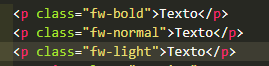 <p class="fw-bold">Texto</p>
<p class="fw-normal">Texto</p>
<p class="fw-light">Texto</p>